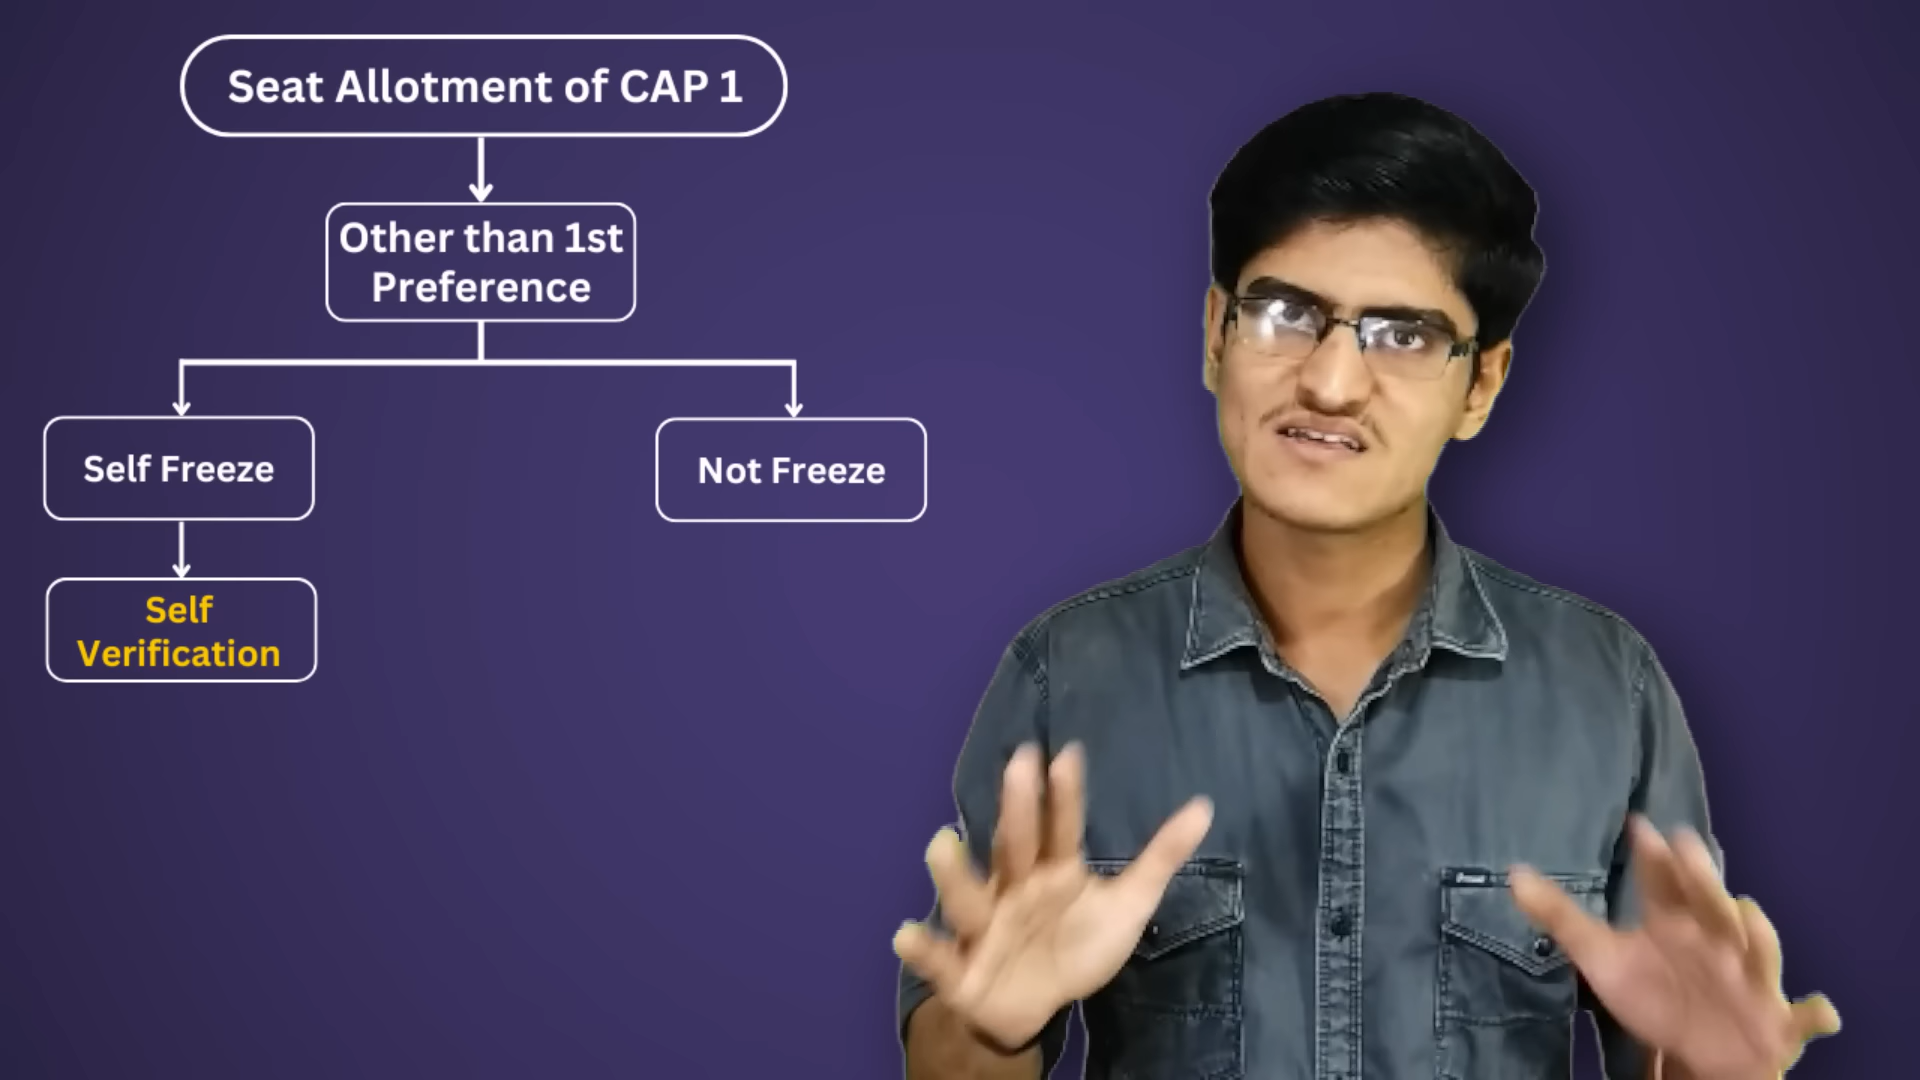 Seat Allotment of CAP 1
Other than 1st
Preference
Self Freeze
Not Freeze
Self
Verification